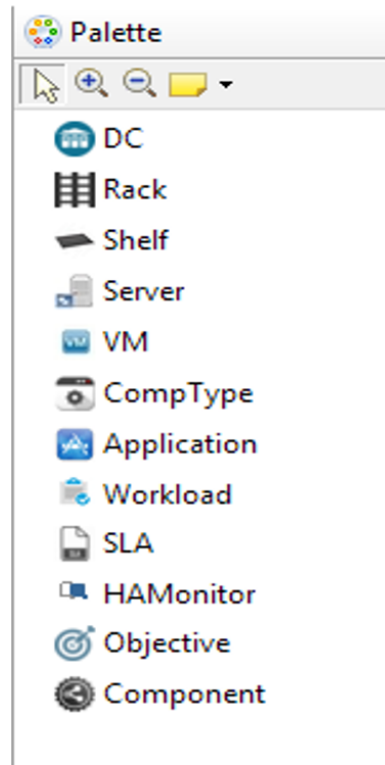 Palette
DC
Rack
Shelf
Server
VM
CompType
Application
Workload
SLA
HAMonitor
Objective
Component